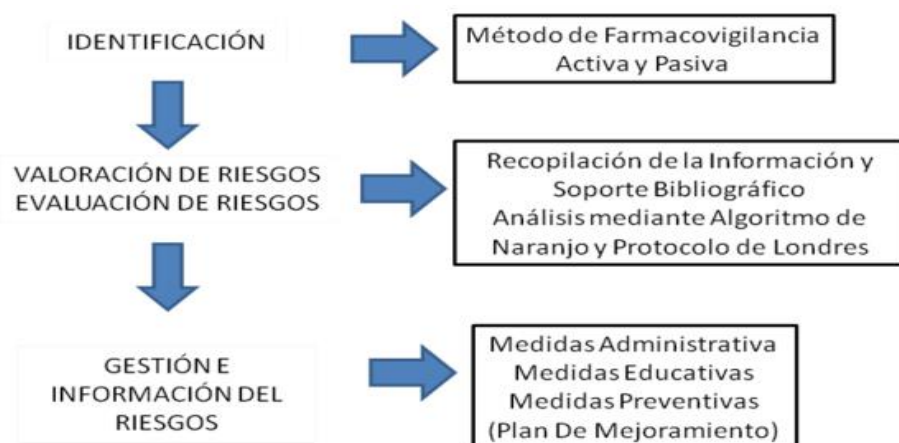 IDENTIFICACIÓN
Método de Farmacovigilancia
Activa y Pasiva
VALORACIÓN DE RIESGOS
EVALUACIÓN DE RIESGOS
Recopilación de la Información y
Soporte Bibliográfico
Análisis mediante Algoritmo de
Naranjo y Protocolo de Londres
GESTIÓN E
INFORMACIÓN DEL
RIESGOS
Medidas Administrativa
Medidas Educativas
Medidas Preventivas
(Plan De Mejoramiento)